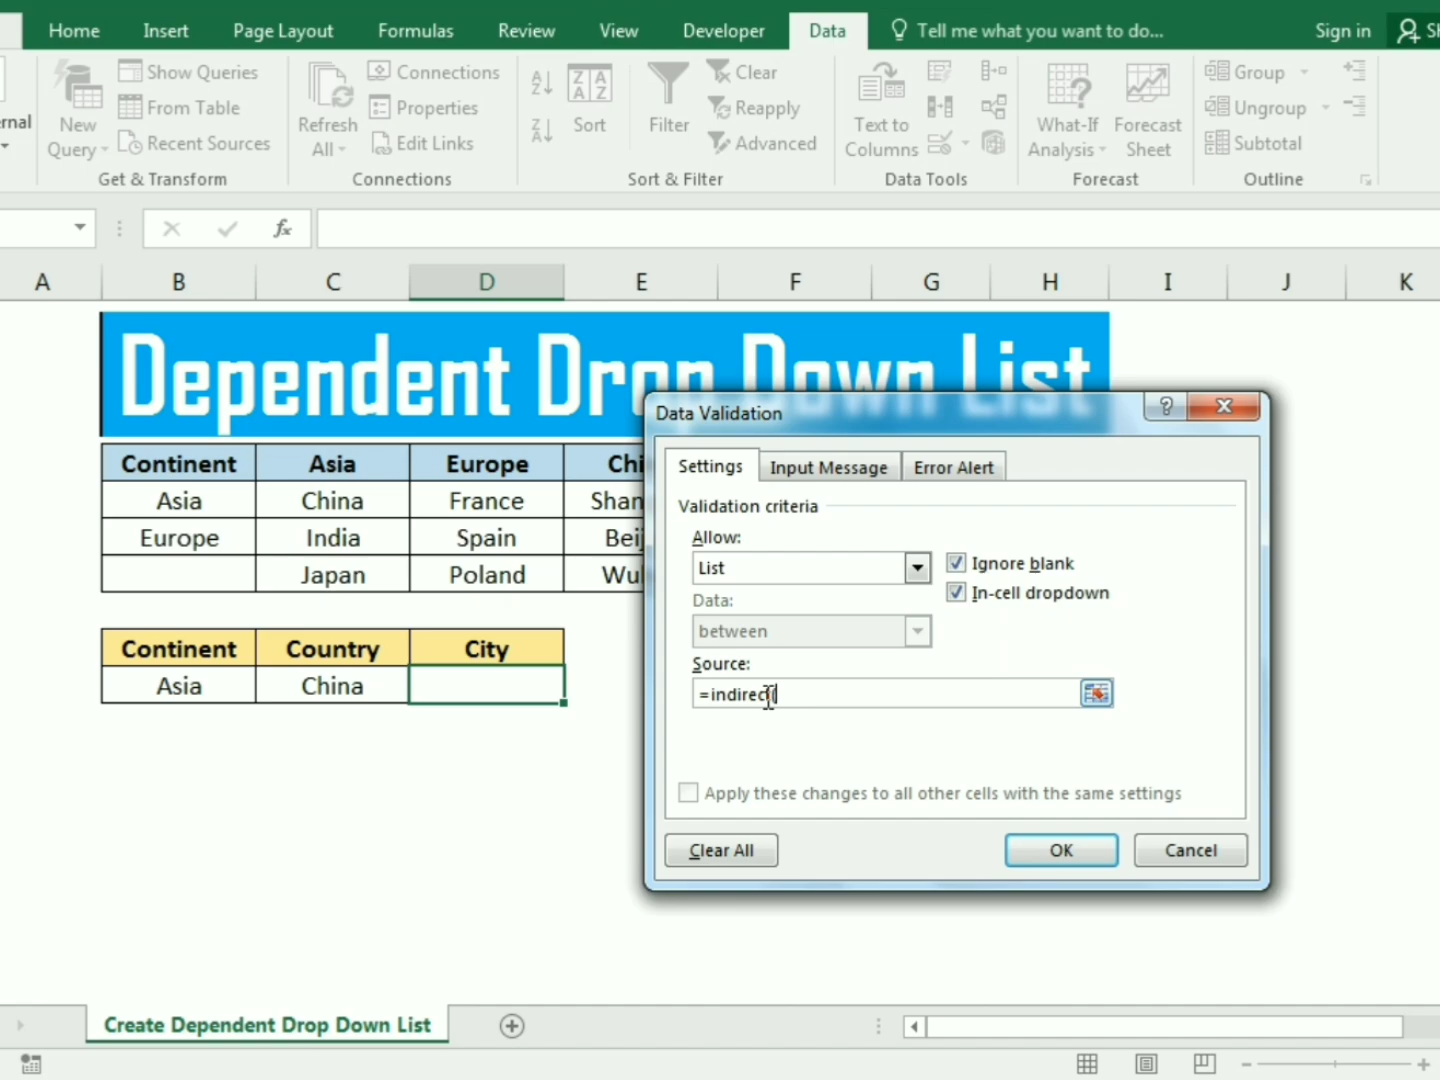 Home Insert Page Layout Formulas Review View Developer Data Tell me what you want to do... Sign in
Show Queries Connections Clear Group
From Table Properties Reapply Ungroup
New Query Recent Sources Refresh All Edit Links Sort Filter Advanced Text to Columns What-If Analysis Forecast Sheet Subtotal
Get & Transform Connections Sort & Filter Data Tools Forecast Outline
fx
A B C D E F G H I J K
Dependent Drop Down List
Continent Asia Europe
Asia China France
Europe India Spain
Japan Poland
Continent Country City
Asia China
Data Validation
Settings Input Message Error Alert
Validation criteria
Allow:
List Ignore blank
Data: In-cell dropdown
between
Source:
=indirect(
Apply these changes to all other cells with the same settings
Clear All OK Cancel
Create Dependent Drop Down List